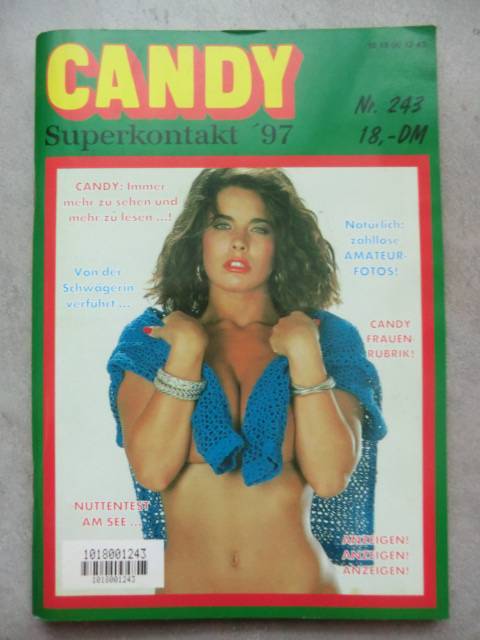 CANDY
Superkontakt ´97
Nr. 243
18,-DM
CANDY: Immer
mehr zu sehen und
mehr zu lesen ...!
Natürlich:
zahllose
AMATEUR-
FOTOS!
Von der
Schwägerin
verführt ...
CANDY
FRAUEN-
RUBRIK!
NUTTENTEST
AM SEE ...
ANZEIGEN!
ANZEIGEN!
ANZEIGEN!
1018001243
1018001243